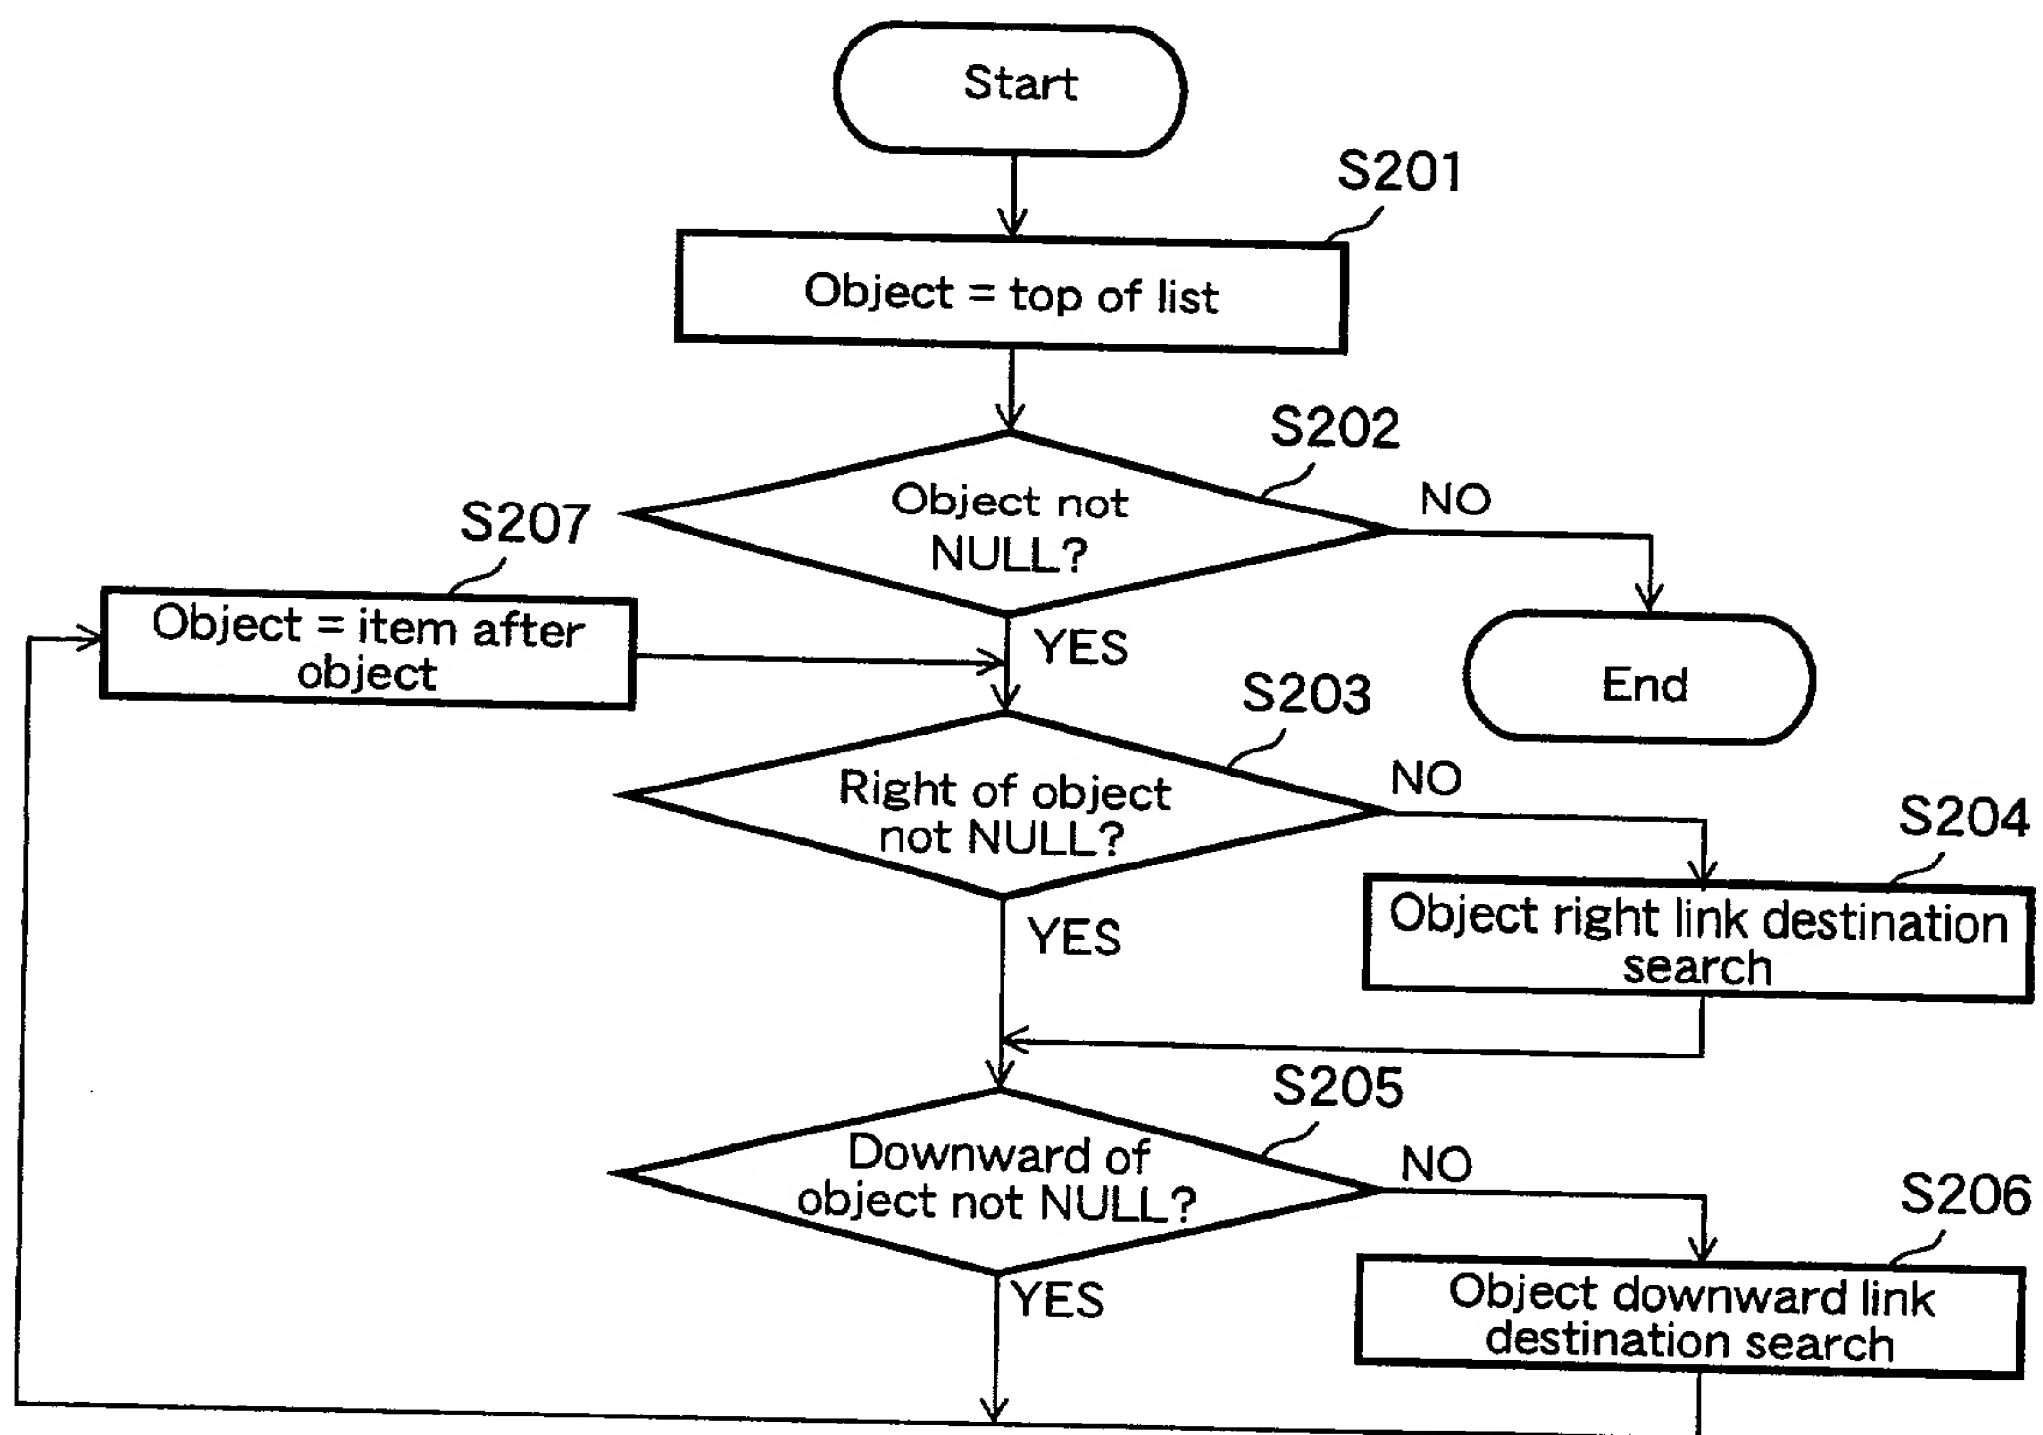 Start
S201
Object = top of list
S202
Object not
NULL?
NO
S207
Object = item after
object
YES
End
S203
Right of object
not NULL?
NO
S204
Object right link destination
search
YES
S205
Downward of
object not NULL?
NO
S206
Object downward link
destination search
YES